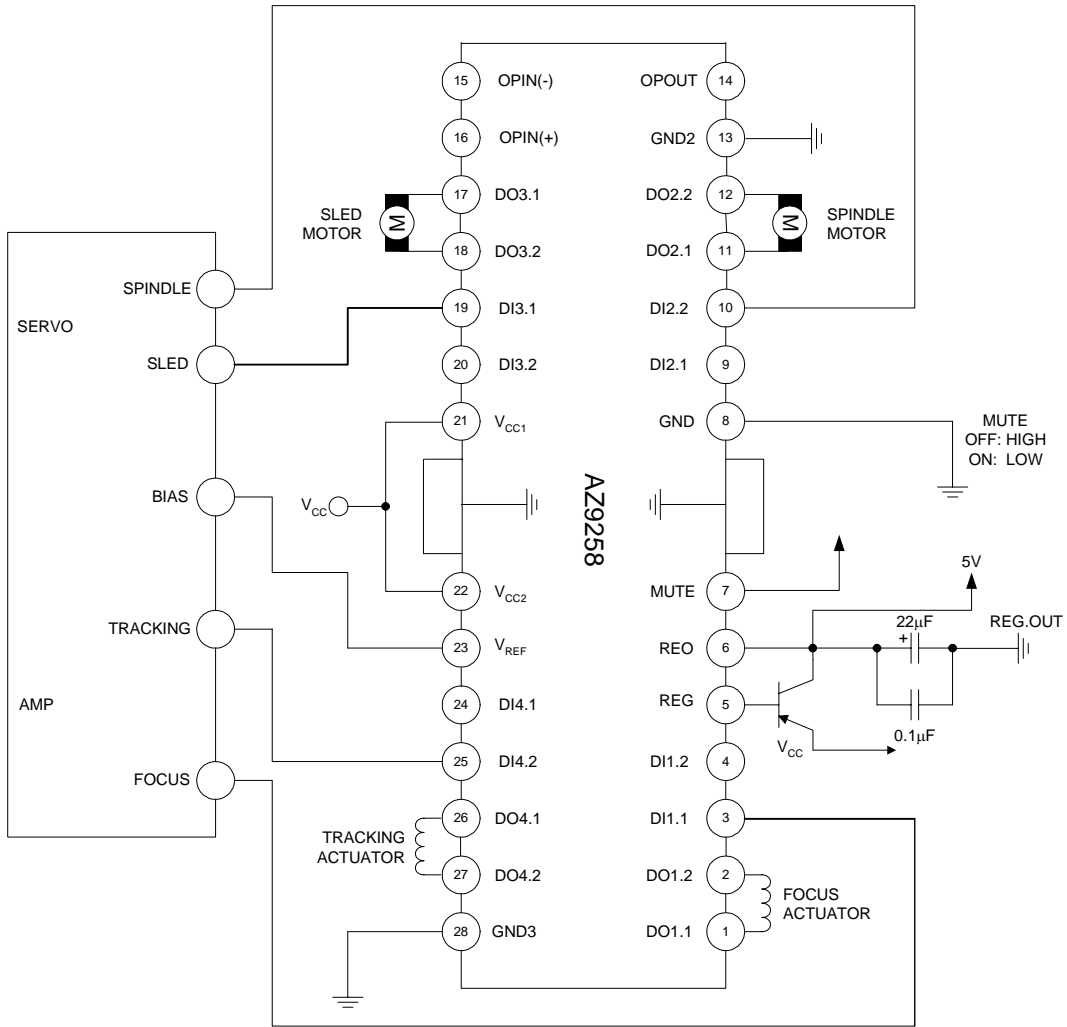 15
OPIN(-)
OPOUT
14
16
OPIN(+)
GND2
13
17
DO3.1
DO2.2
12
SLED
MOTOR
M
M
SPINDLE
MOTOR
18
DO3.2
DO2.1
11
SPINDLE
19
DI3.1
DI2.2
10
SERVO
SLED
20
DI3.2
DI2.1
9
21
VCC1
GND
8
MUTE
OFF: HIGH
ON: LOW
BIAS
VCC
AZ9258
22
VCC2
MUTE
7
5V
TRACKING
23
VREF
REO
6
22μF
+
REG.OUT
AMP
24
DI4.1
REG
5
0.1μF
VCC
25
DI4.2
DI1.2
4
FOCUS
26
DO4.1
DI1.1
3
TRACKING
ACTUATOR
27
DO4.2
DO1.2
2
FOCUS
ACTUATOR
28
GND3
DO1.1
1